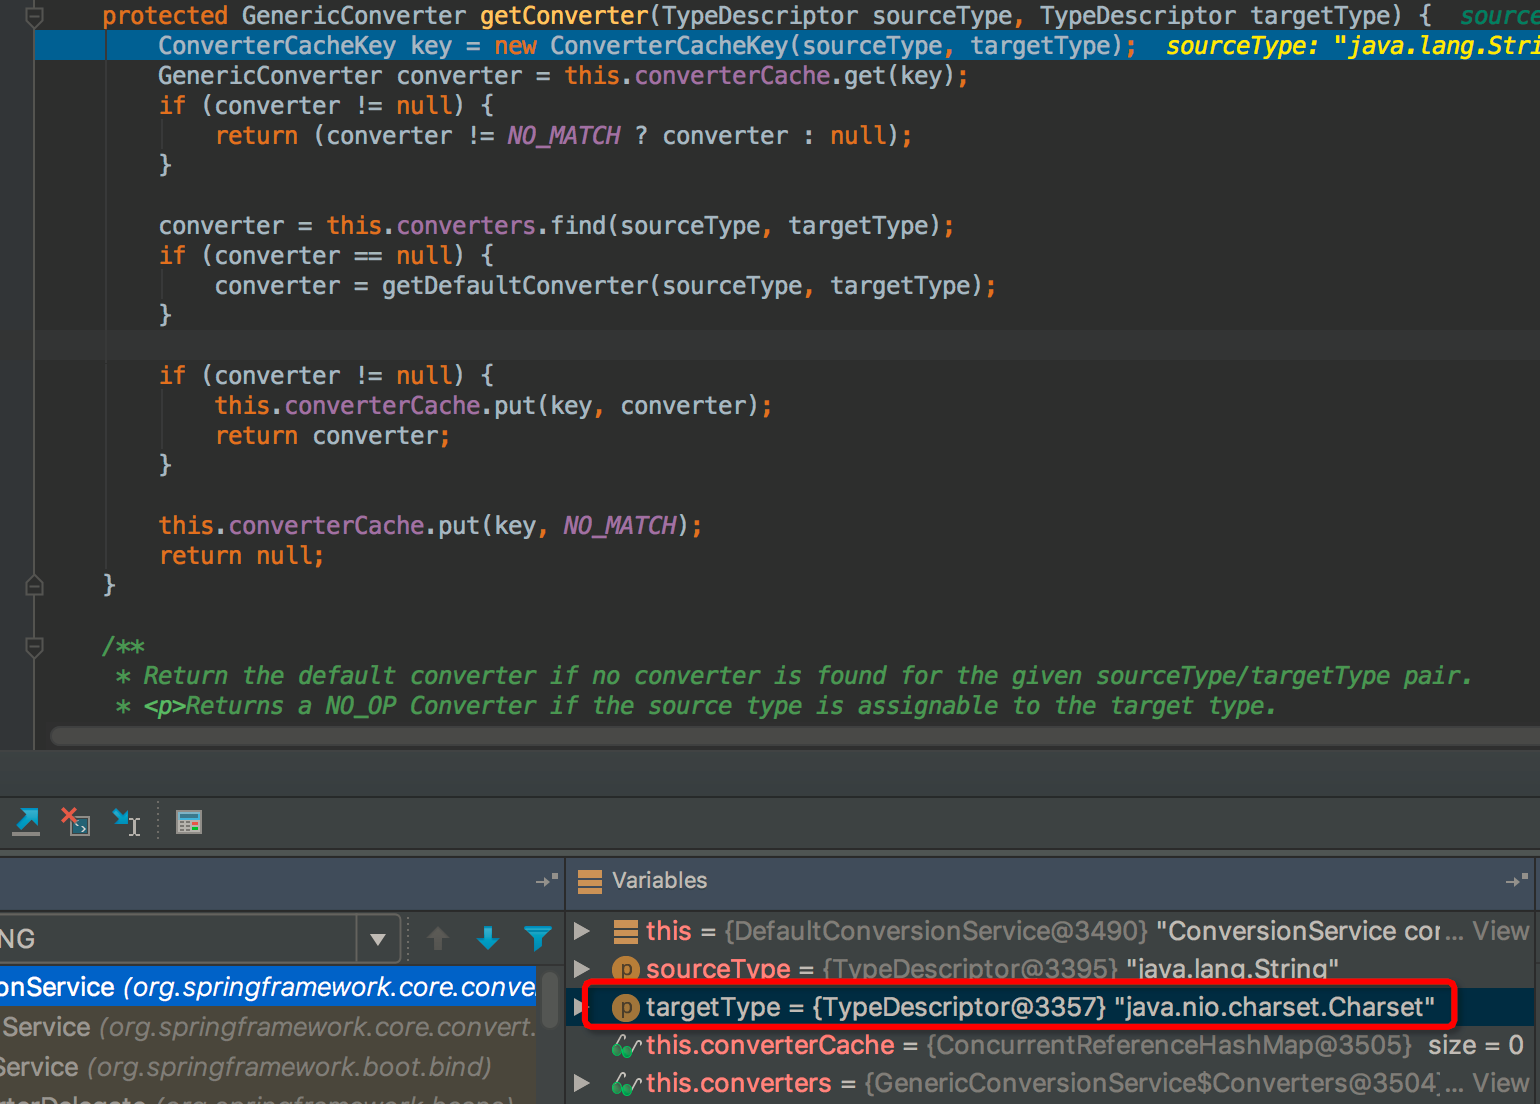 protected GenericConverter getConverter(TypeDescriptor sourceType, TypeDescriptor targetType) {
ConverterCacheKey key = new ConverterCacheKey(sourceType, targetType);  sourceType: "java.lang.Stri
GenericConverter converter = this.converterCache.get(key);
if (converter != null) {
return (converter != NO_MATCH ? converter : null);
}
converter = this.converters.find(sourceType, targetType);
if (converter == null) {
converter = getDefaultConverter(sourceType, targetType);
}
if (converter != null) {
this.converterCache.put(key, converter);
return converter;
}
this.converterCache.put(key, NO_MATCH);
return null;
}
/**
* Return the default converter if no converter is found for the given sourceType/targetType pair.
* <p>Returns a NO_OP Converter if the source type is assignable to the target type.
Variables
NG
this = {DefaultConversionService@3490} "ConversionService cor... View
sourceType = {TypeDescriptor@3395} "java.lang.String"
onService (org.springframework.core.conve
targetType = {TypeDescriptor@3357} "java.nio.charset.Charset"
Service (org.springframework.core.convert.
this.converterCache = {ConcurrentReferenceHashMap@3505} size = 0
Service (org.springframework.boot.bind)
this.converters = {GenericConversionService$Converters@3504}... View